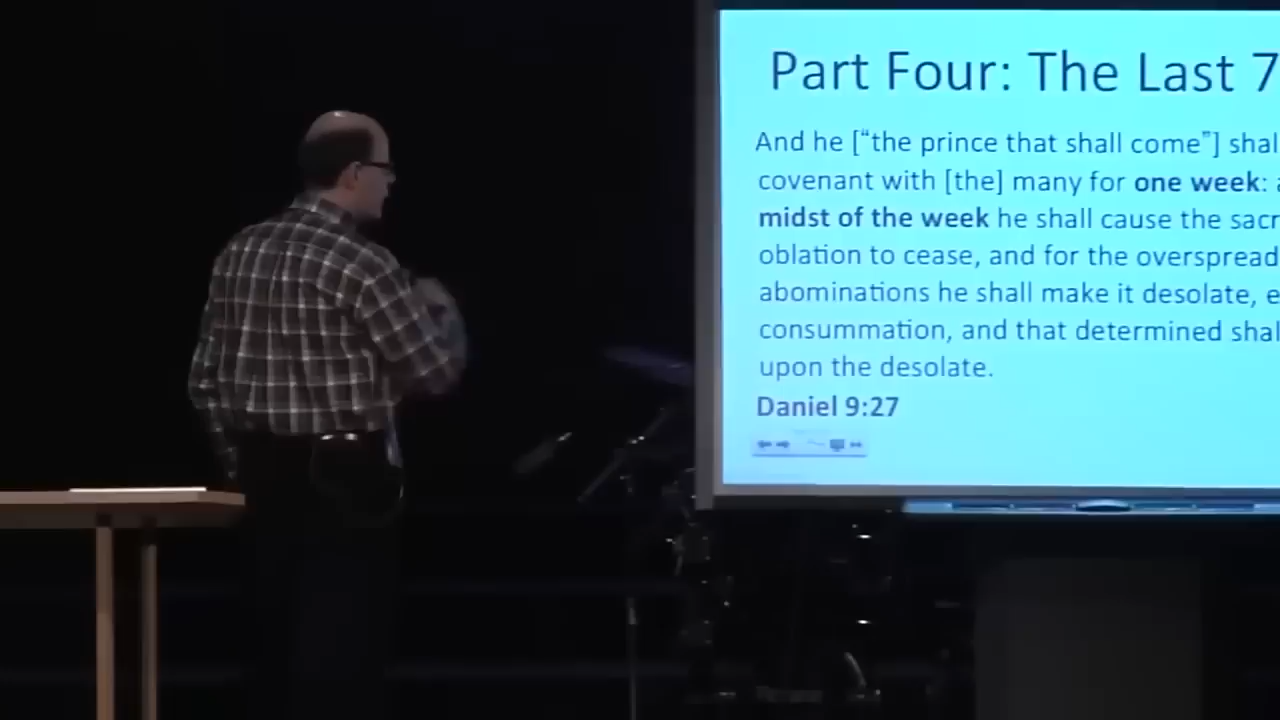 Part Four: The Last 7
And he [“the prince that shall come”] shal
covenant with [the] many for one week:
midst of the week he shall cause the sacr
oblation to cease, and for the overspread
abominations he shall make it desolate, e
consummation, and that determined shal
upon the desolate.
Daniel 9:27